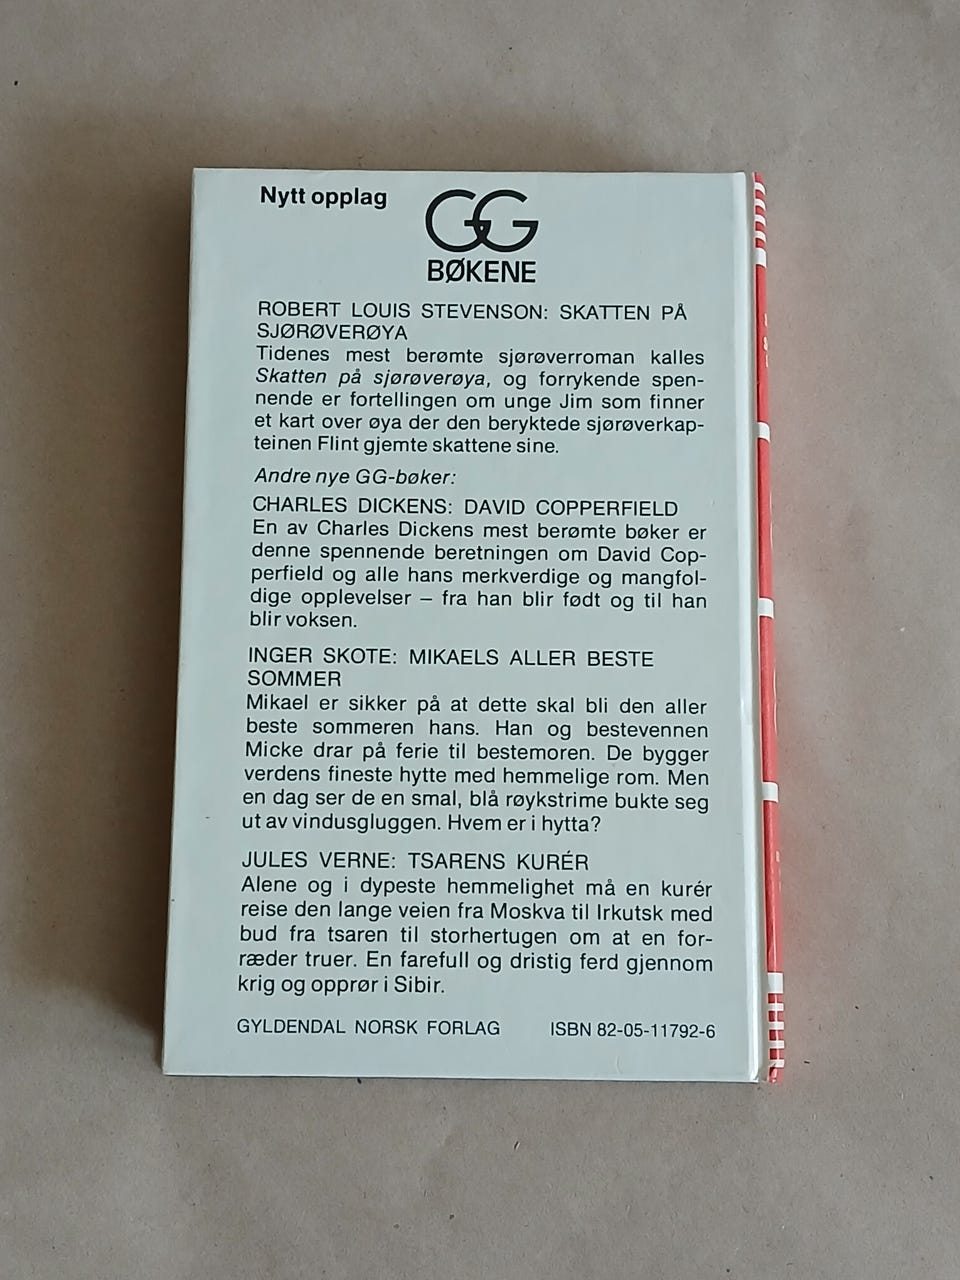 Nytt opplag
GG
BØKENE
ROBERT LOUIS STEVENSON: SKATTEN PÅ
SJØRØVERØYA
Tidenes mest berømte sjørøverroman kalles
Skatten på sjørøverøya, og forrykende spen-
nende er fortellingen om unge Jim som finner
et kart over øya der den beryktede sjørøverkap-
teinen Flint gjemte skattene sine.
Andre nye GG-bøker:
CHARLES DICKENS: DAVID COPPERFIELD
En av Charles Dickens mest berømte bøker er
denne spennende beretningen om David Cop-
perfield og alle hans merkverdige og mangfol-
dige opplevelser – fra han blir født og til han
blir voksen.
INGER SKOTE: MIKAELS ALLER BESTE
SOMMER
Mikael er sikker på at dette skal bli den aller
beste sommeren hans. Han og bestevennen
Micke drar på ferie til bestemoren. De bygger
verdens fineste hytte med hemmelige rom. Men
en dag ser de en smal, blå røykstrime bukte seg
ut av vindusgluggen. Hvem er i hytta?
JULES VERNE: TSARENS KURÉR
Alene og i dypeste hemmelighet må en kurér
reise den lange veien fra Moskva til Irkutsk med
bud fra tsaren til storhertugen om at en for-
ræder truer. En farefull og dristig ferd gjennom
krig og opprør i Sibir.
GYLDENDAL NORSK FORLAG ISBN 82-05-11792-6